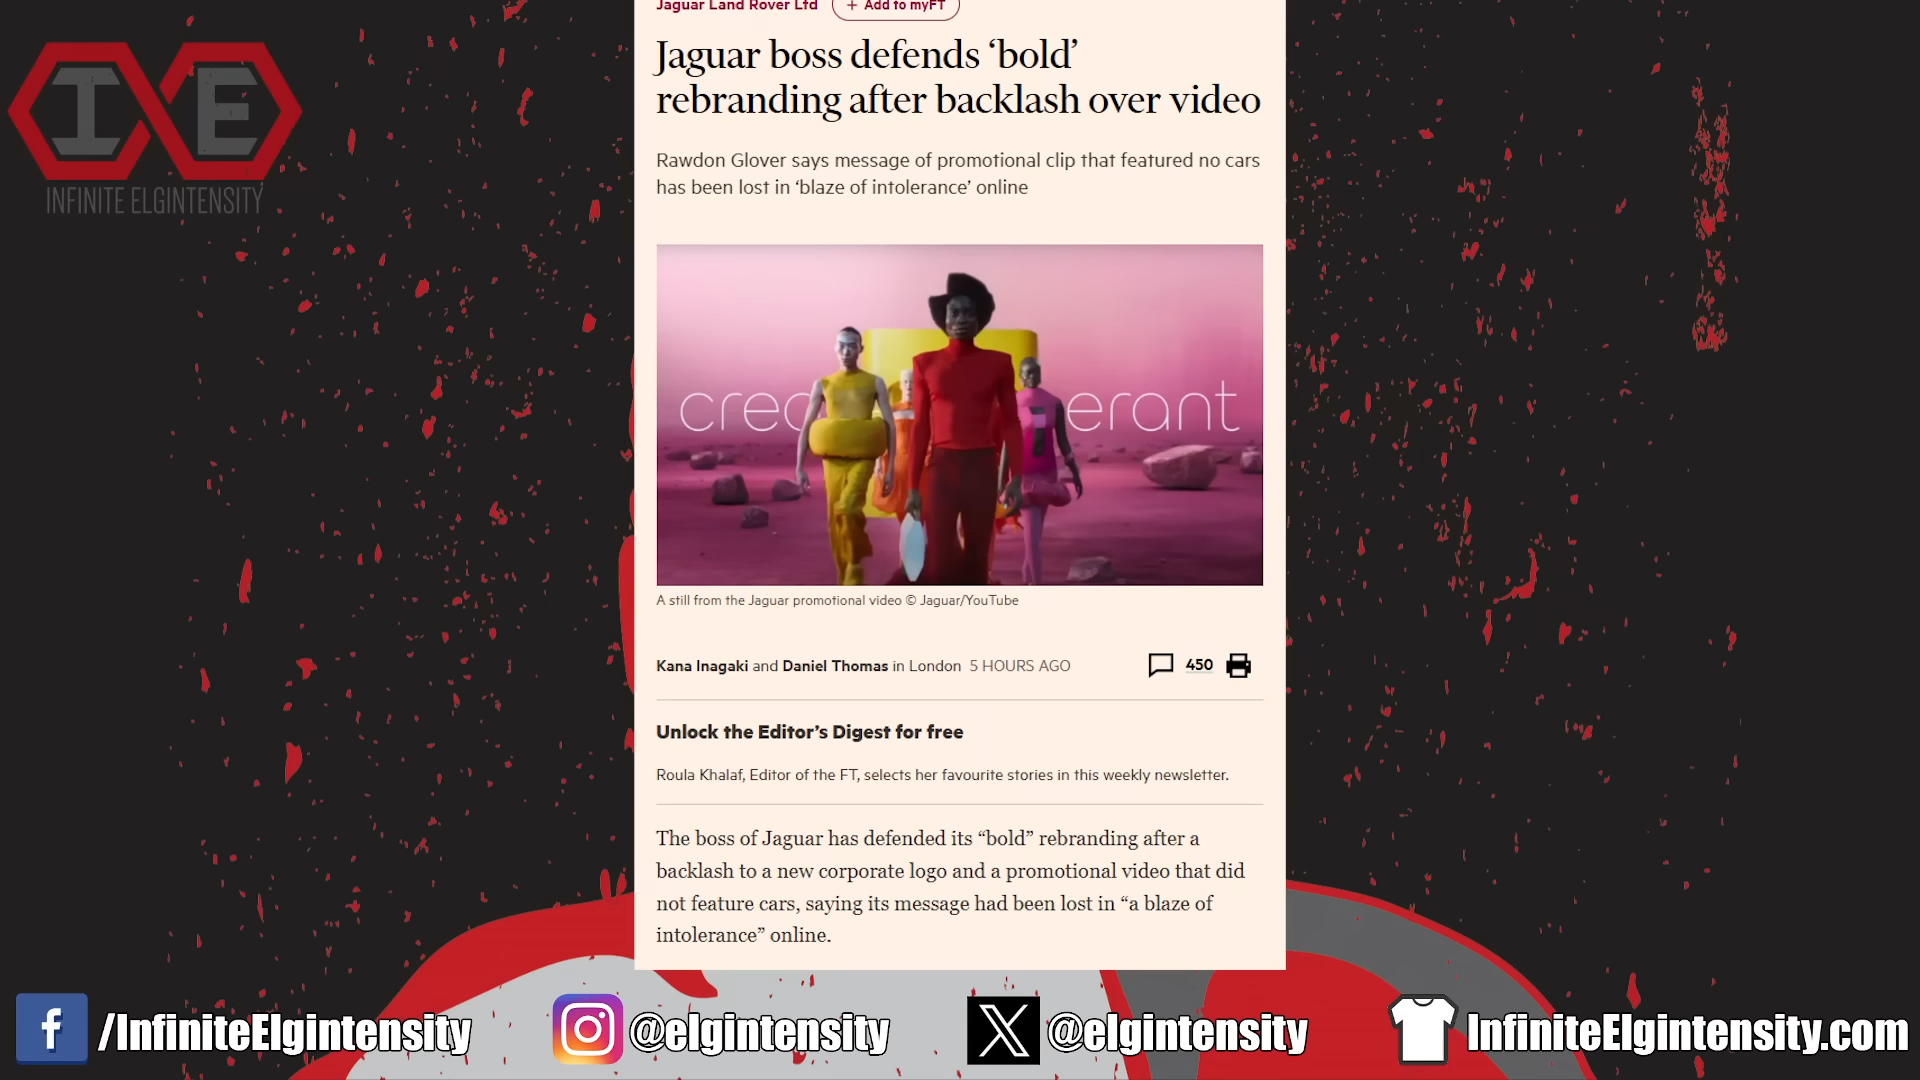 Jaguar Land Rover Ltd + Add to myFT
Jaguar boss defends ‘bold’
rebranding after backlash over video
IE
INFINITE ELGINTENSITY
Rawdon Glover says message of promotional clip that featured no cars
has been lost in ‘blaze of intolerance’ online
crea erant
A still from the Jaguar promotional video © Jaguar/YouTube
Kana Inagaki and Daniel Thomas in London 5 HOURS AGO
450
Unlock the Editor’s Digest for free
Roula Khalaf, Editor of the FT, selects her favourite stories in this weekly newsletter.
The boss of Jaguar has defended its “bold” rebranding after a
backlash to a new corporate logo and a promotional video that did
not feature cars, saying its message had been lost in “a blaze of
intolerance” online.
f /InfiniteElgintensity @elgintensity X @elgintensity InfiniteElgintensity.com